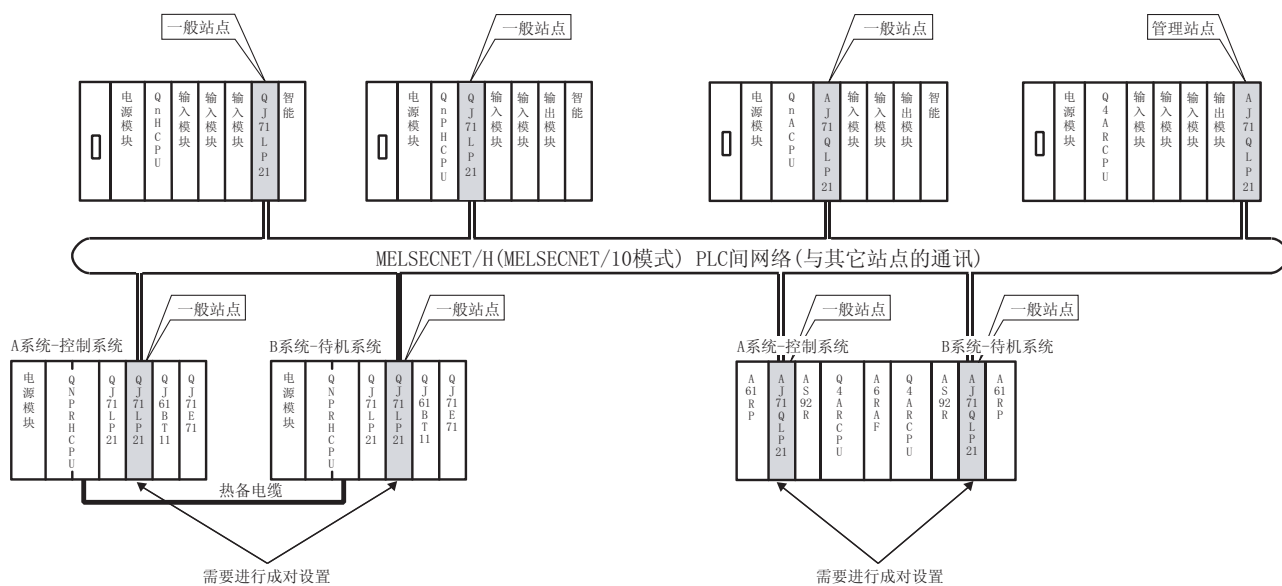 一般站点
一般站点
一般站点
管理站点
电源模块
QnHCPU
输入模块
输入模块
输入模块
QJ71LP21
智能
电源模块
QnPHCPU
QJ71LP21
输入模块
输入模块
输出模块
智能
电源模块
QnACPU
AJ71QLP21
输入模块
输入模块
输出模块
智能
电源模块
Q4ARCPU
输入模块
输入模块
输入模块
输出模块
AJ71QLP21
MELSECNET/H(MELSECNET/10模式) PLC间网络(与其它站点的通讯)
一般站点
一般站点
一般站点
一般站点
A系统-控制系统
B系统-待机系统
A系统-控制系统
B系统-待机系统
电源模块
QNPRHCPU
QJ71LP21
QJ71LP21
QJ61BT11
QJ71E71
电源模块
QNPRHCPU
QJ71LP21
QJ71LP21
QJ61BT11
QJ71E71
A61RP
AJ71QLP21
AS92R
Q4ARCPU
A6RAF
Q4ARCPU
AS92R
AJ71QLP21
A61RP
热备电缆
需要进行成对设置
需要进行成对设置